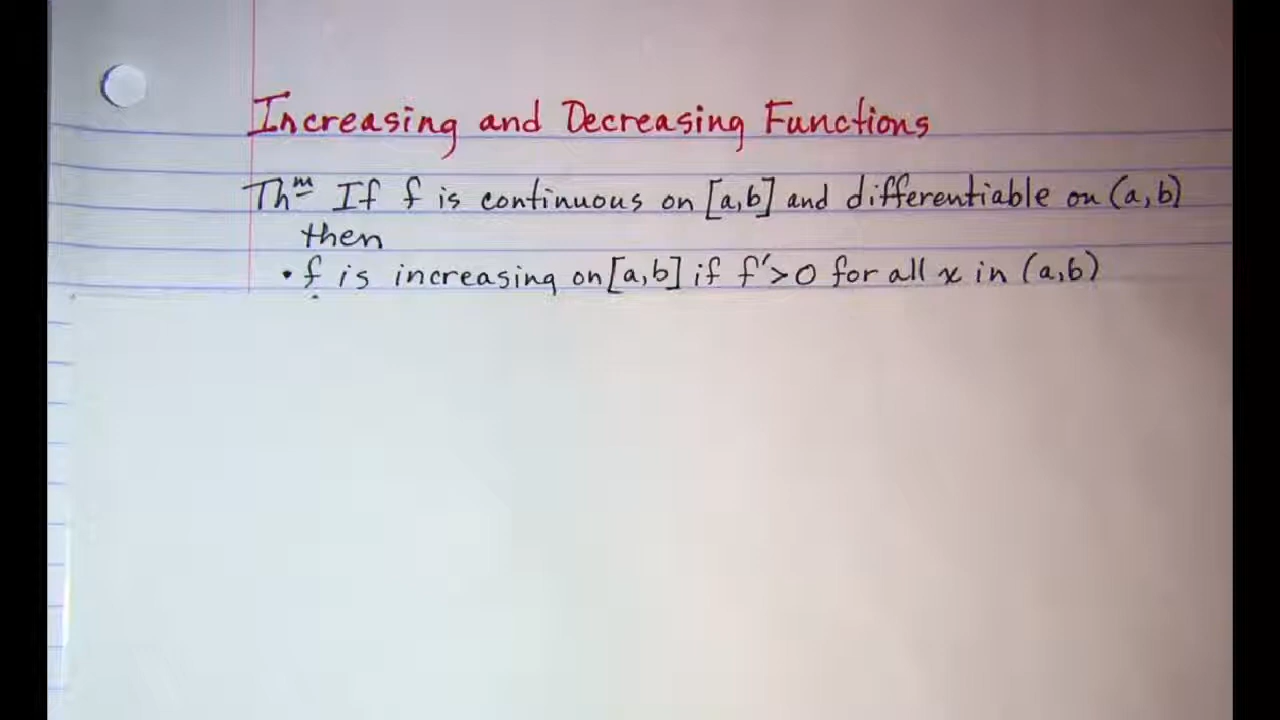 Increasing and Decreasing Functions
Thᵐ If f is continuous on [a,b] and differentiable on (a,b)
then
• f is increasing on [a,b] if f'>0 for all x in (a,b)